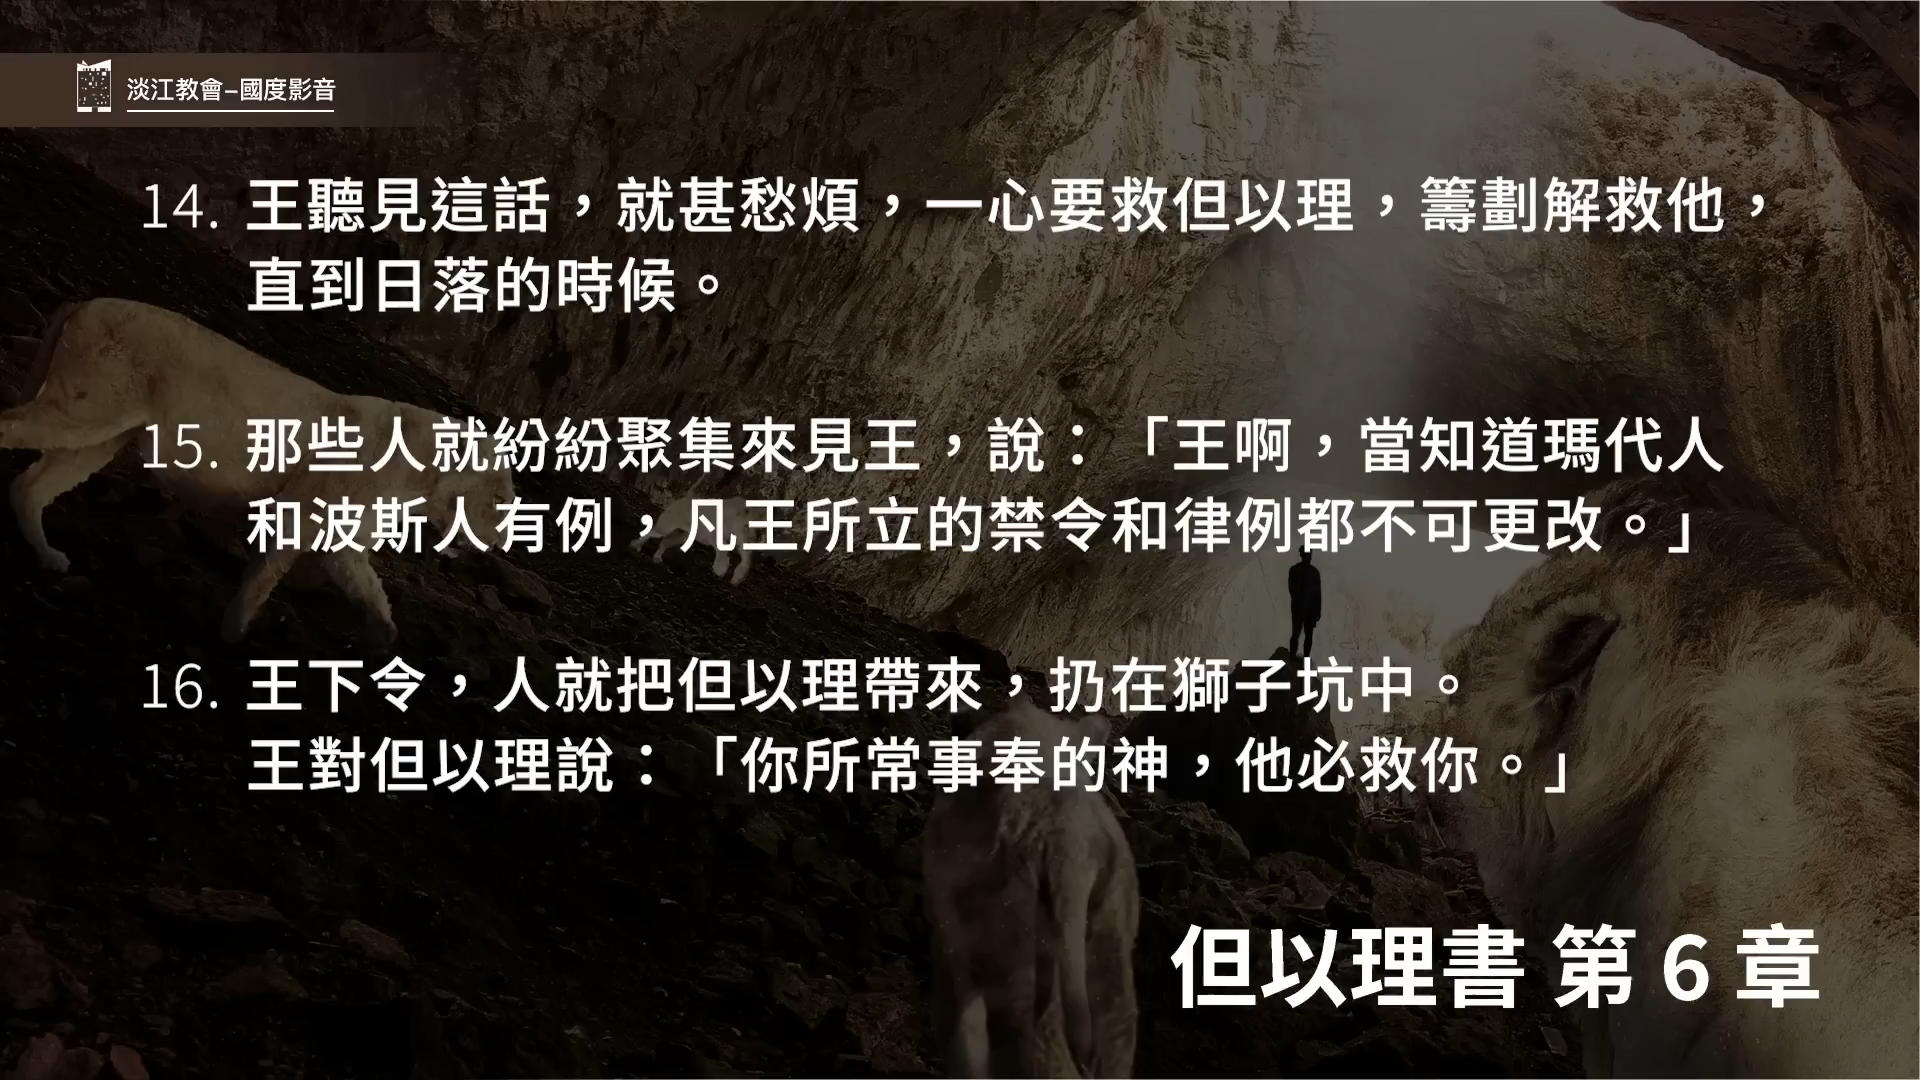 淡江教會–國度影音
14. 王聽見這話，就甚愁煩，一心要救但以理，籌劃解救他，
直到日落的時候。
15. 那些人就紛紛聚集來見王，說：「王啊，當知道瑪代人
和波斯人有例，凡王所立的禁令和律例都不可更改。」
16. 王下令，人就把但以理帶來，扔在獅子坑中。
王對但以理說：「你所常事奉的神，他必救你。」
但以理書 第 6 章